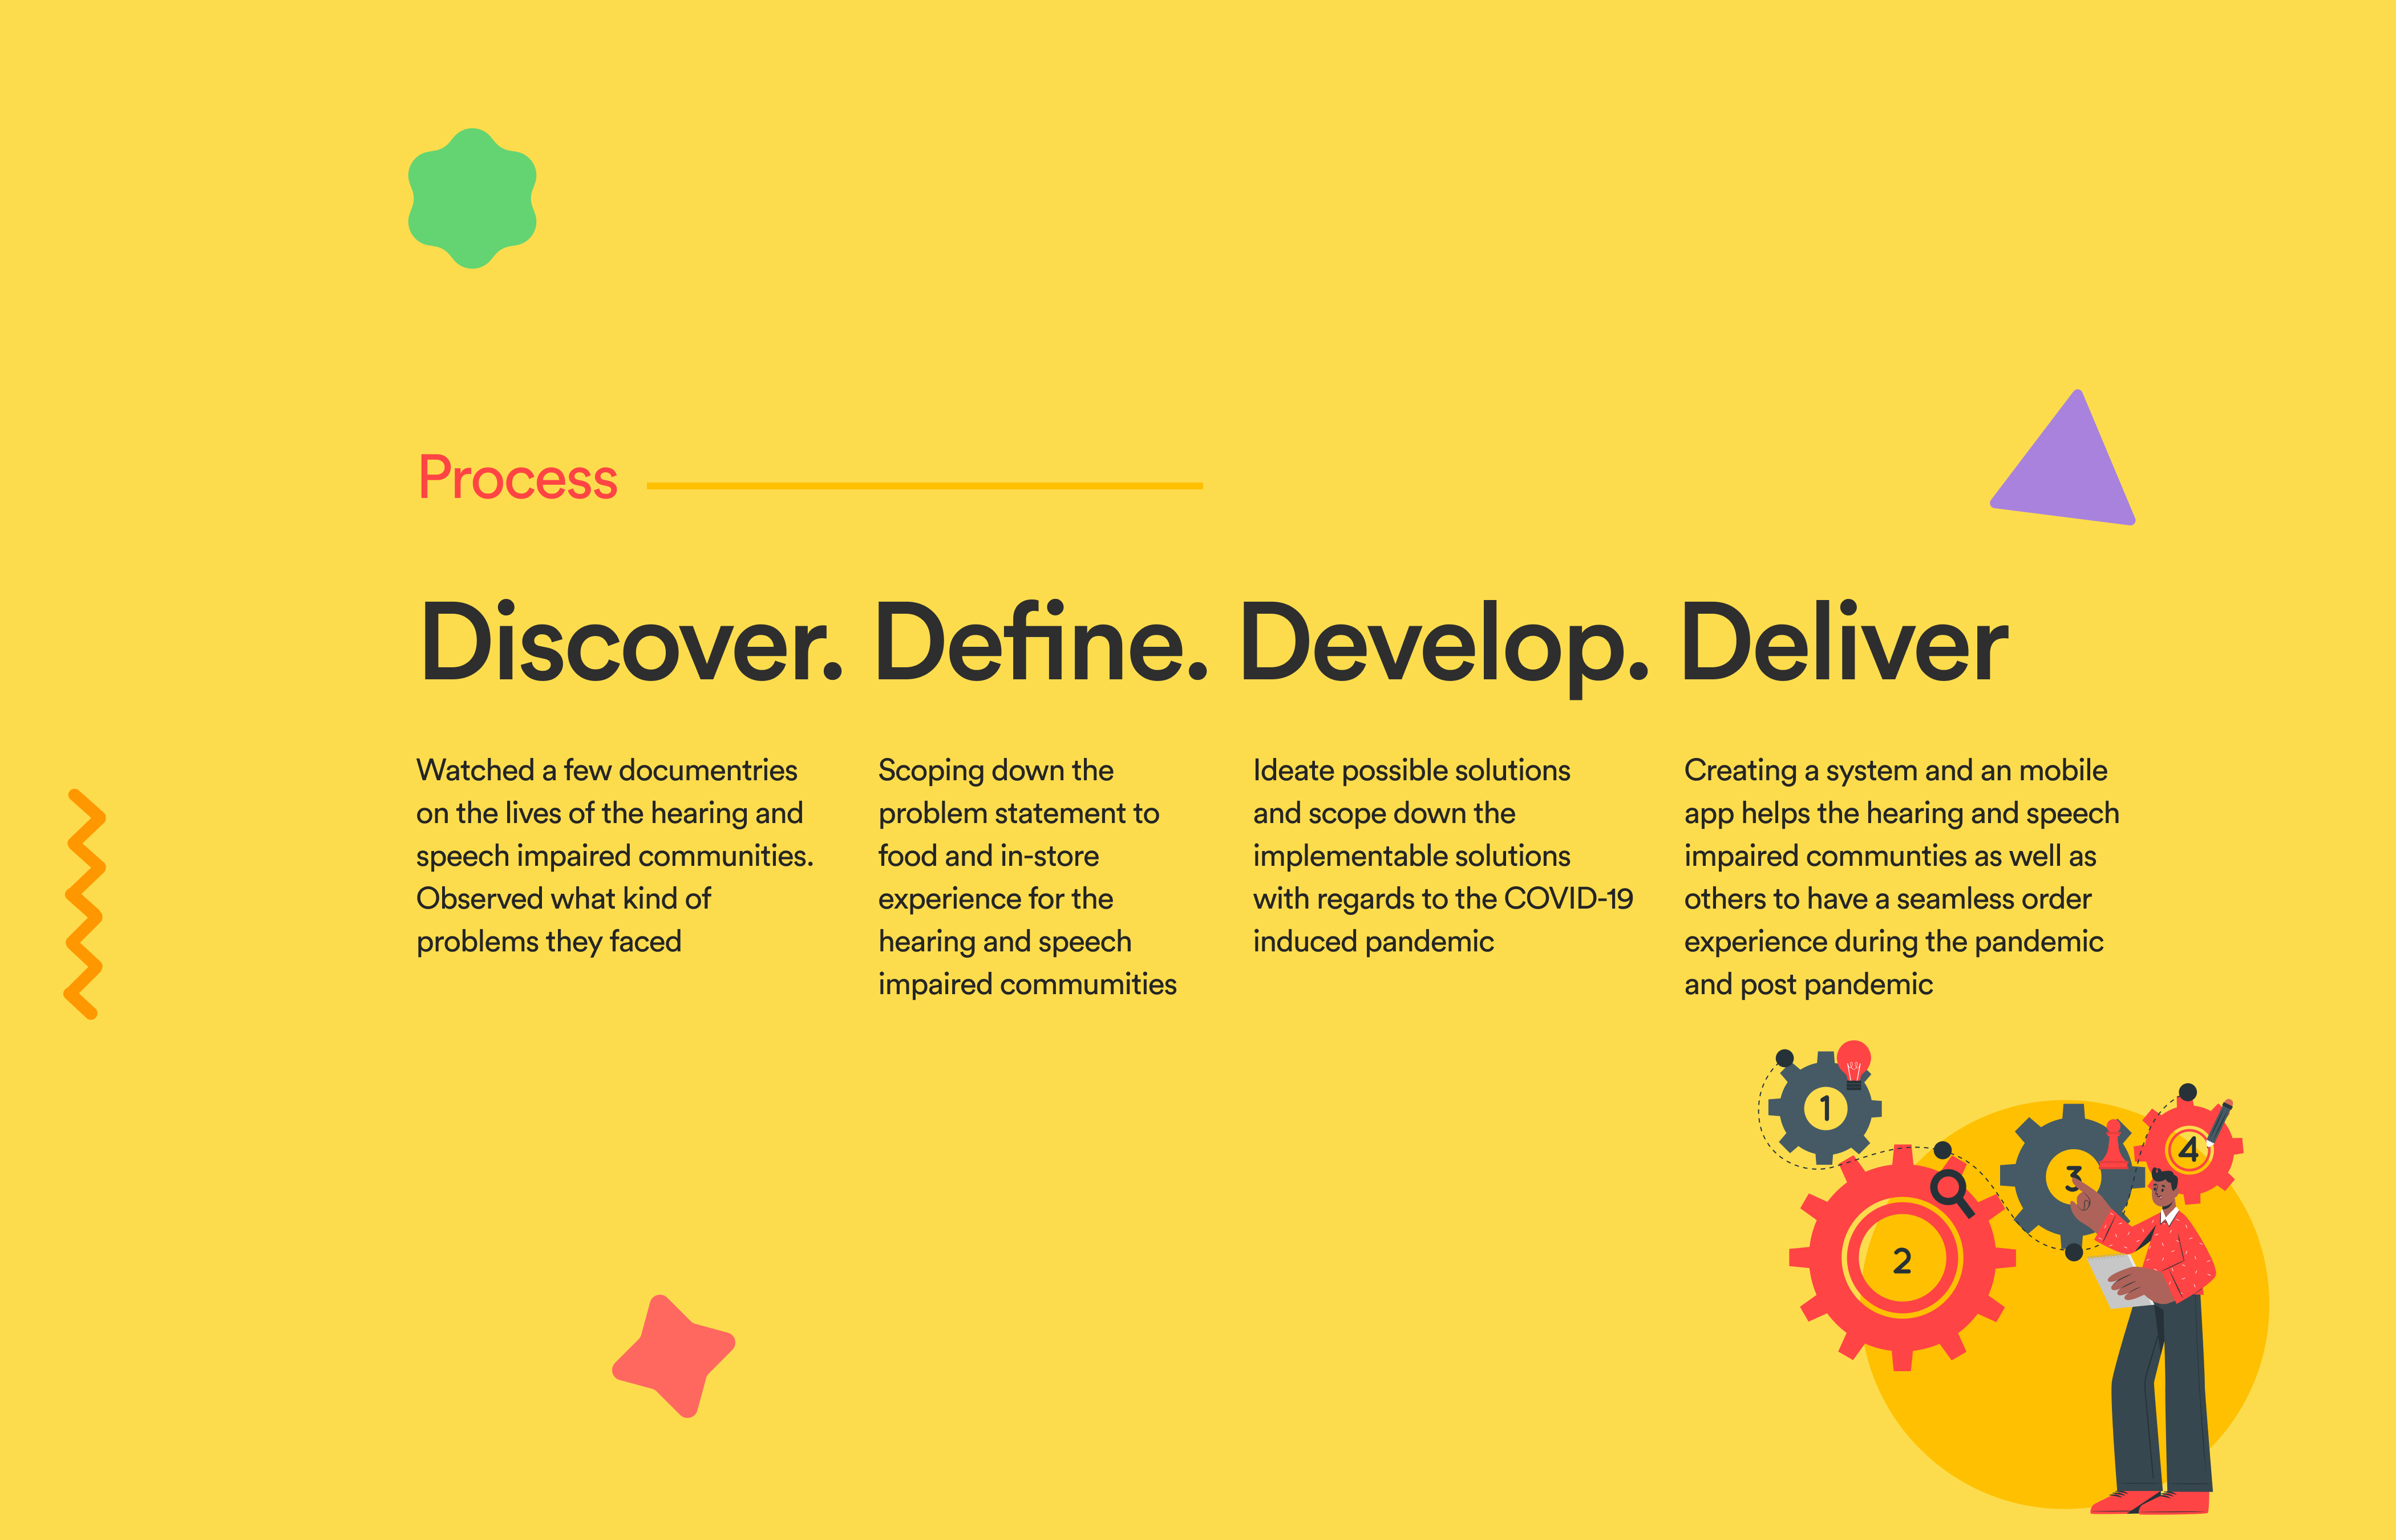 Process
Discover. Define. Develop. Deliver
Watched a few documentries
on the lives of the hearing and
speech impaired communities.
Observed what kind of
problems they faced
Scoping down the
problem statement to
food and in-store
experience for the
hearing and speech
impaired commumities
Ideate possible solutions
and scope down the
implementable solutions
with regards to the COVID-19
induced pandemic
Creating a system and an mobile
app helps the hearing and speech
impaired communties as well as
others to have a seamless order
experience during the pandemic
and post pandemic
1
2
3
4